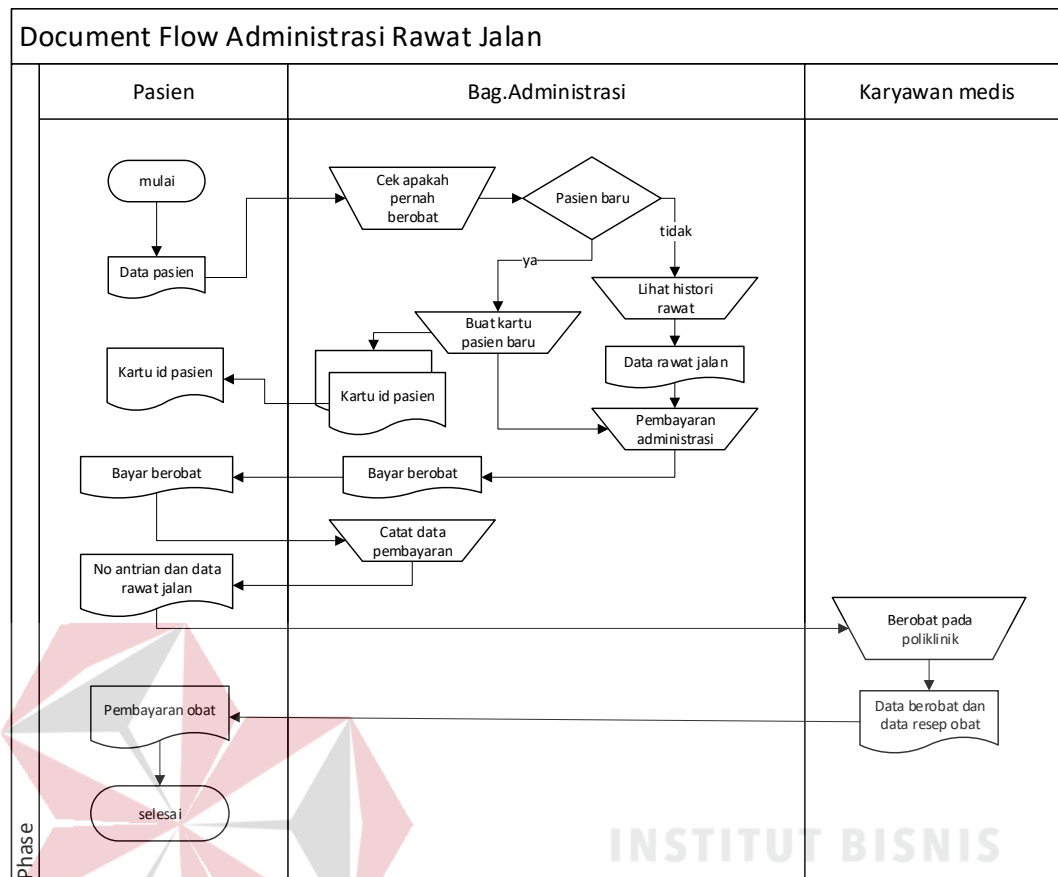 Document Flow Administrasi Rawat Jalan
Pasien
Bag.Administrasi
Karyawan medis
mulai
Cek apakah
pernah
berobat
Pasien baru
tidak
ya
Data pasien
Lihat histori
rawat
Buat kartu
pasien baru
Data rawat jalan
Kartu id pasien
Kartu id pasien
Pembayaran
administrasi
Bayar berobat
Bayar berobat
Catat data
pembayaran
No antrian dan data
rawat jalan
Berobat pada
poliklinik
Pembayaran obat
Data berobat dan
data resep obat
selesai
Phase
INSTITUT BISNIS